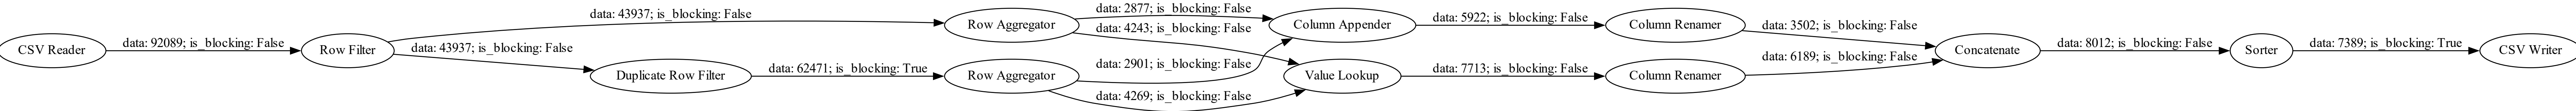 CSV Reader
data: 92089; is_blocking: False
Row Filter
data: 43937; is_blocking: False
data: 43937; is_blocking: False
Duplicate Row Filter
data: 62471; is_blocking: True
Row Aggregator
Row Aggregator
data: 2877; is_blocking: False
data: 4243; is_blocking: False
data: 2901; is_blocking: False
data: 4269; is_blocking: False
Column Appender
Value Lookup
data: 5922; is_blocking: False
data: 7713; is_blocking: False
Column Renamer
Column Renamer
data: 3502; is_blocking: False
data: 6189; is_blocking: False
Concatenate
data: 8012; is_blocking: False
Sorter
data: 7389; is_blocking: True
CSV Writer